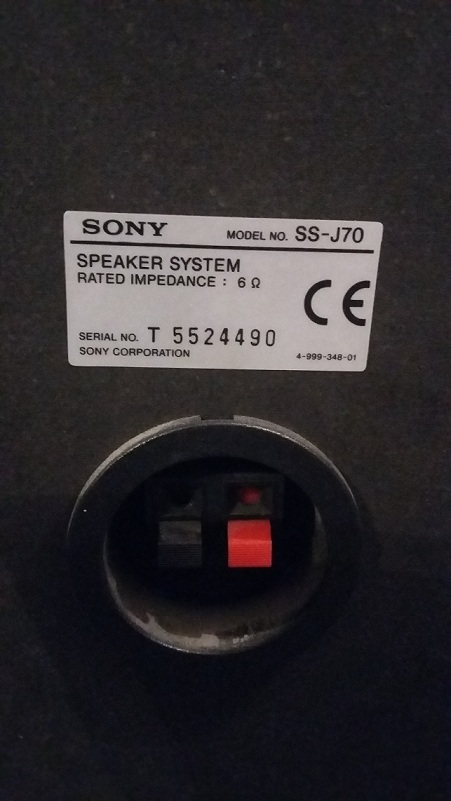 SONY MODEL NO. SS-J70
SPEAKER SYSTEM
RATED IMPEDANCE : 6 Ω
CE
SERIAL NO. T 5524490
SONY CORPORATION 4-999-348-01